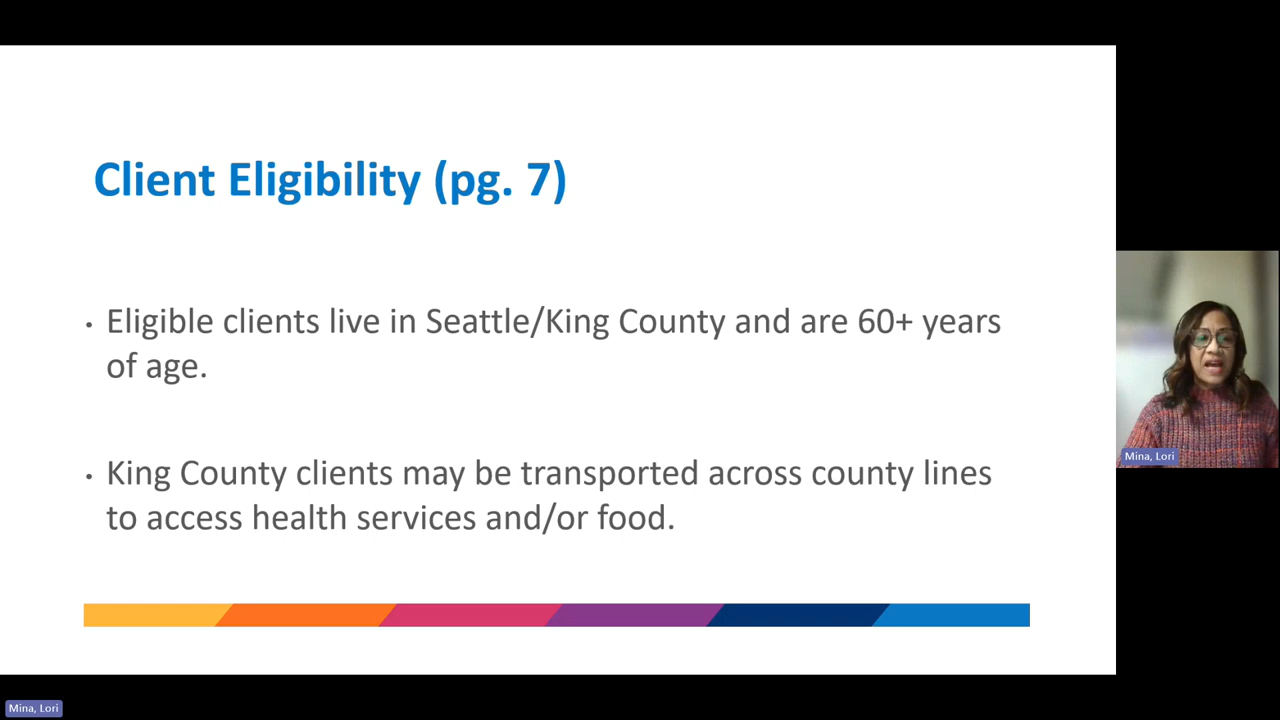 Client Eligibility (pg. 7)
• Eligible clients live in Seattle/King County and are 60+ years
of age.
• King County clients may be transported across county lines
to access health services and/or food.
Mina, Lori
Mina, Lori